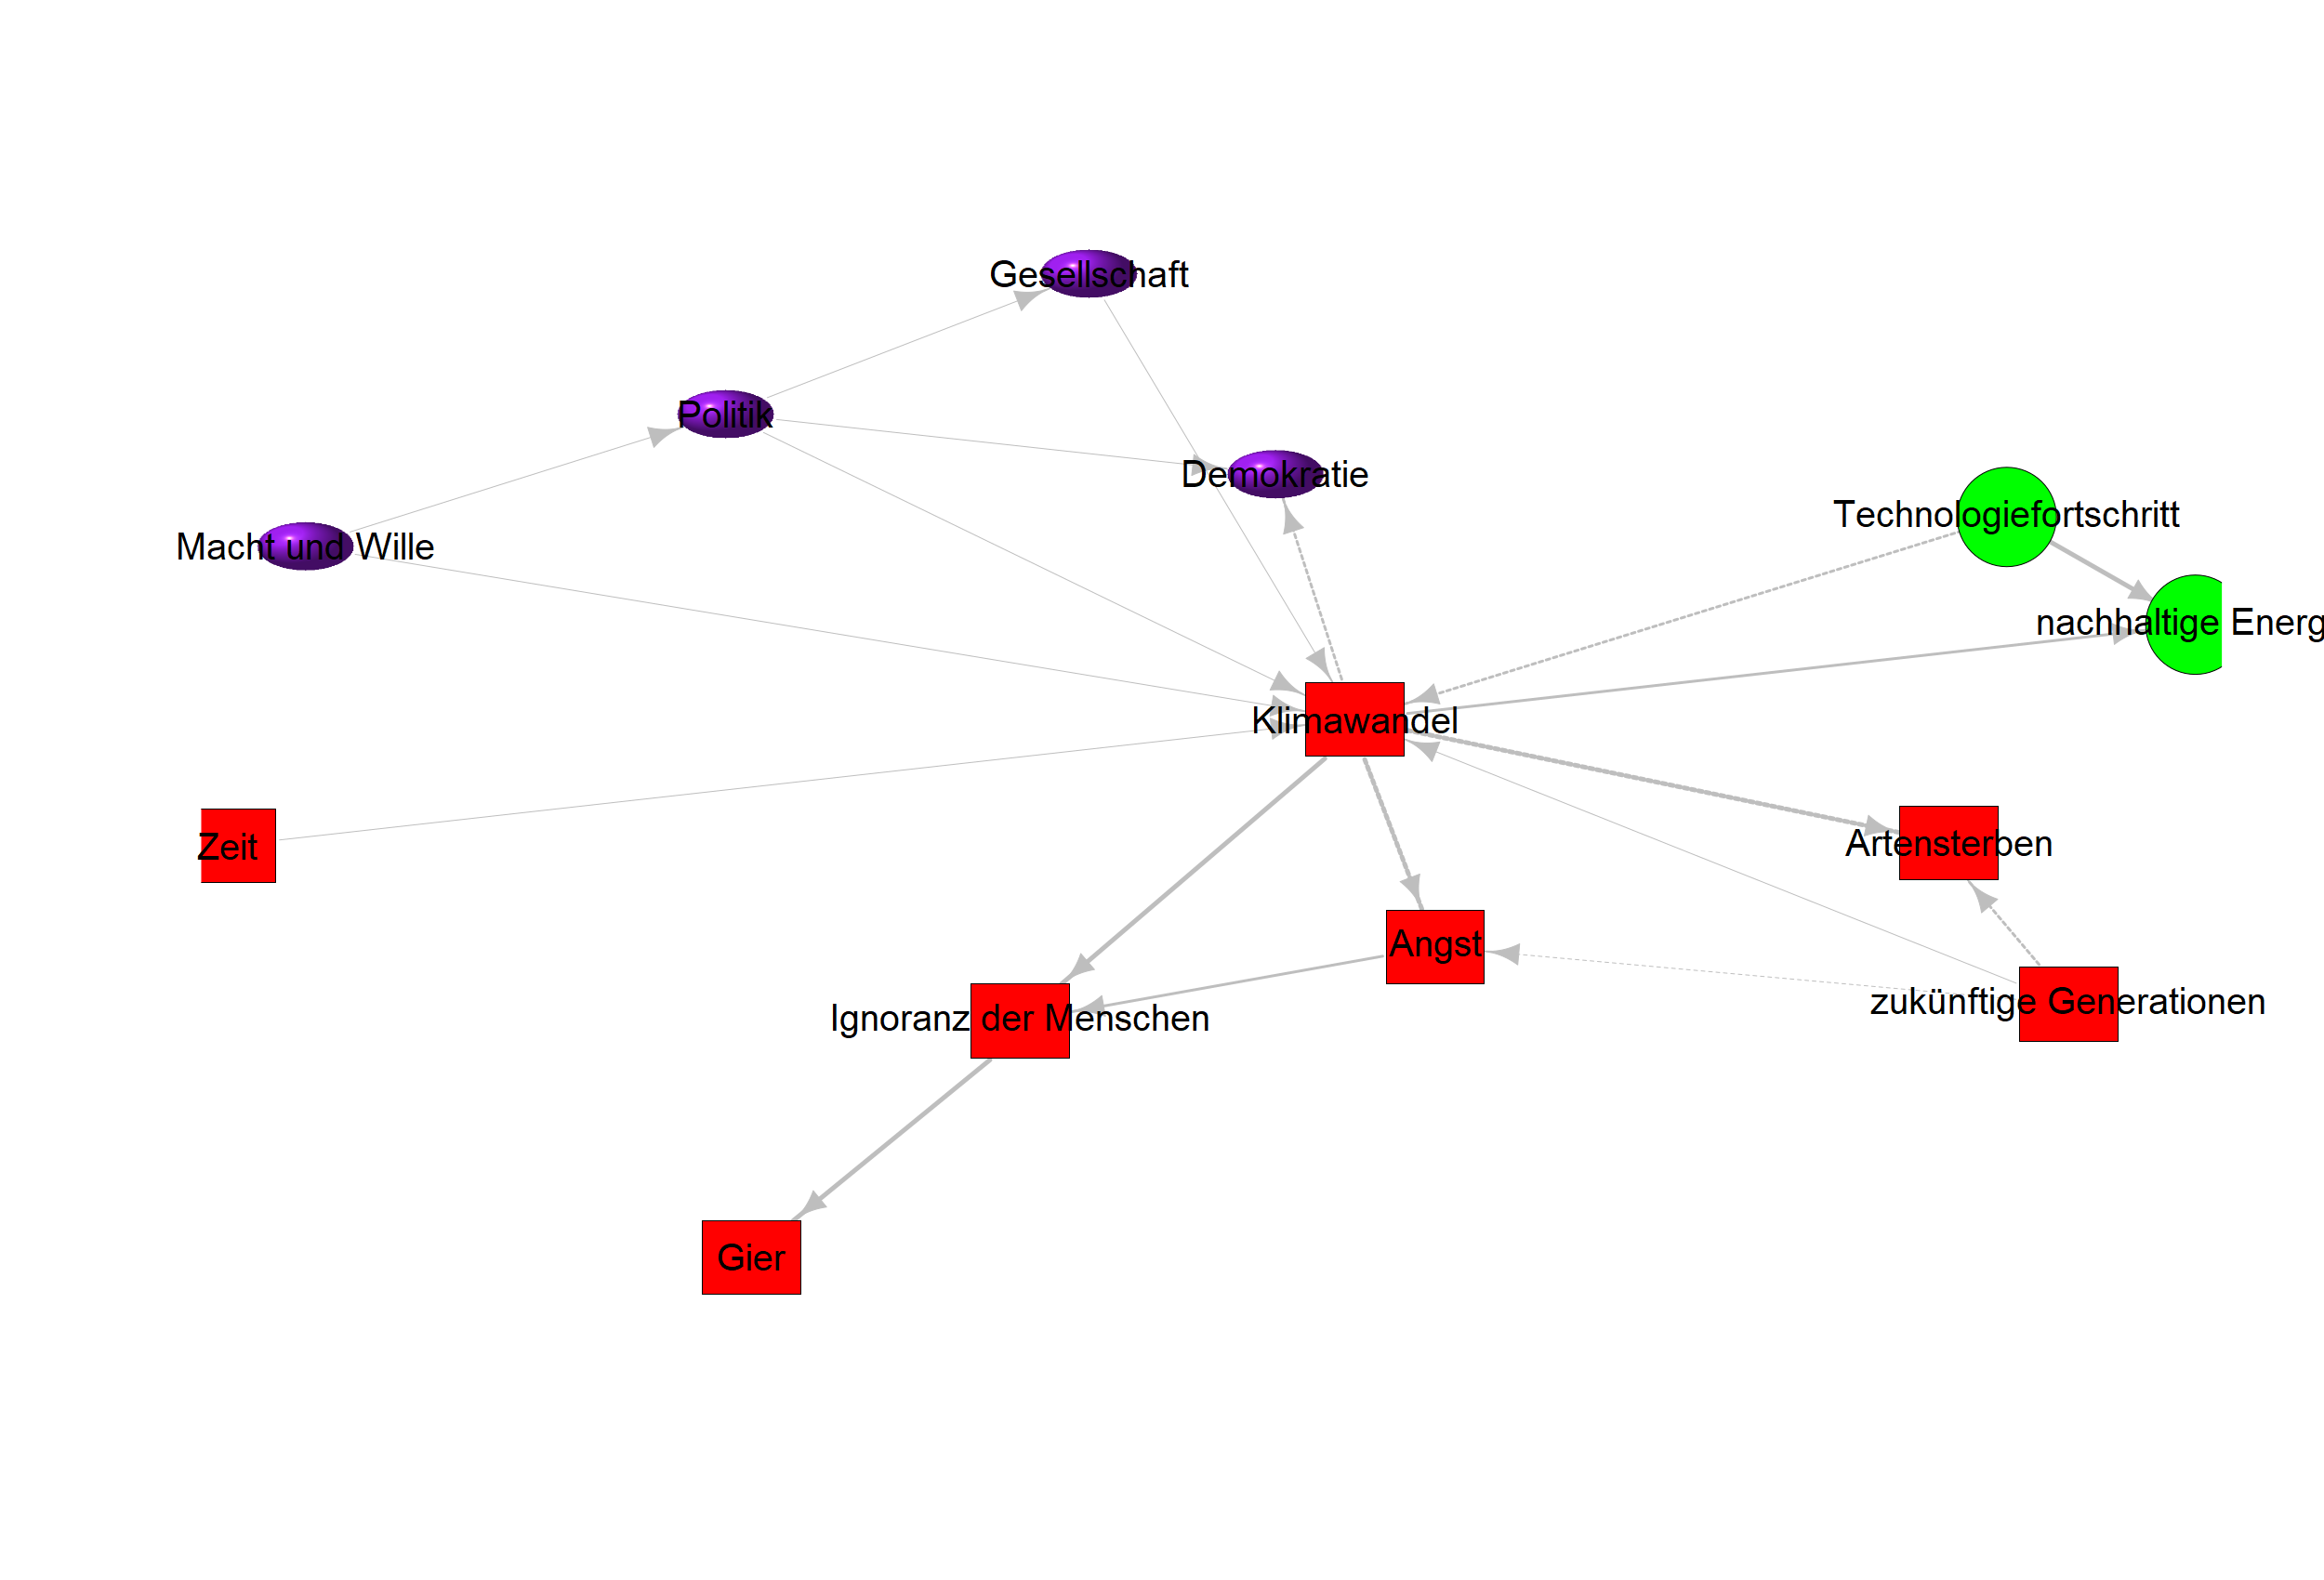 Gesellschaft
Politik
Demokratie
Technologiefortschritt
Macht und Wille
nachhaltige Energ
Klimawandel
Zeit
Artensterben
Angst
zukünftige Generationen
Ignoranz der Menschen
Gier